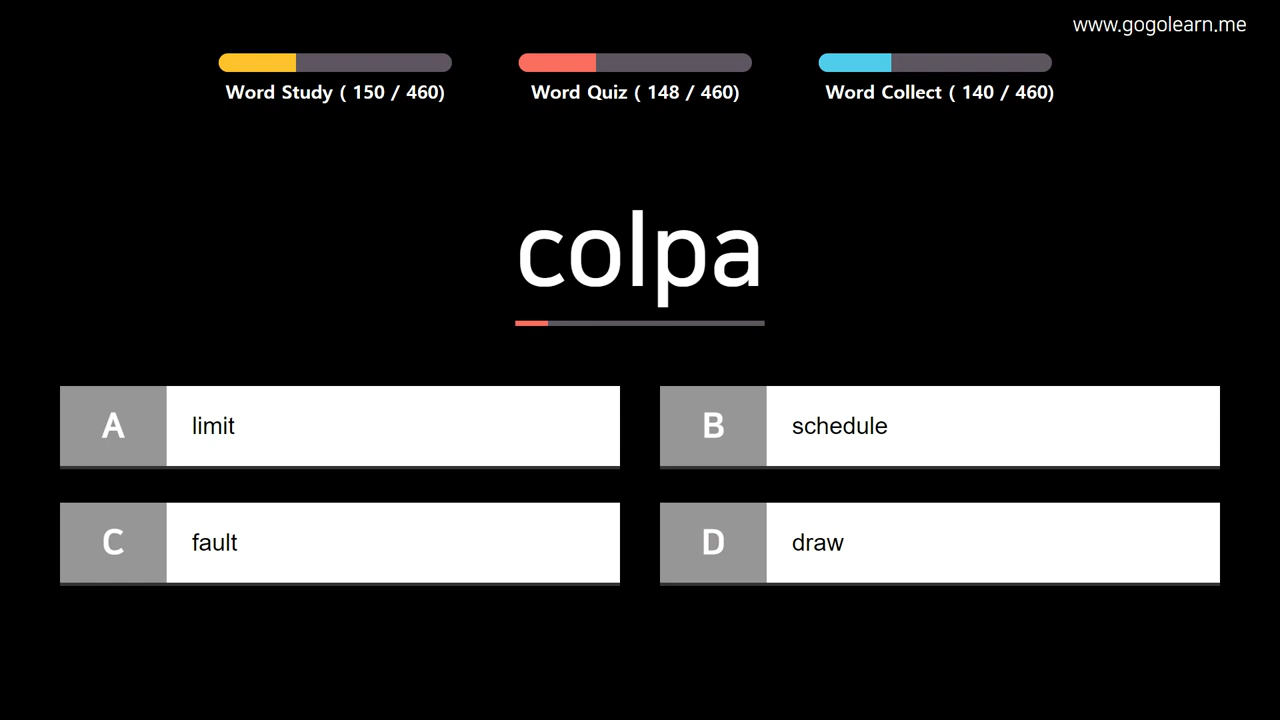 www.gogolearn.me
Word Study ( 150 / 460)
Word Quiz ( 148 / 460)
Word Collect ( 140 / 460)
colpa
A limit
B schedule
C fault
D draw